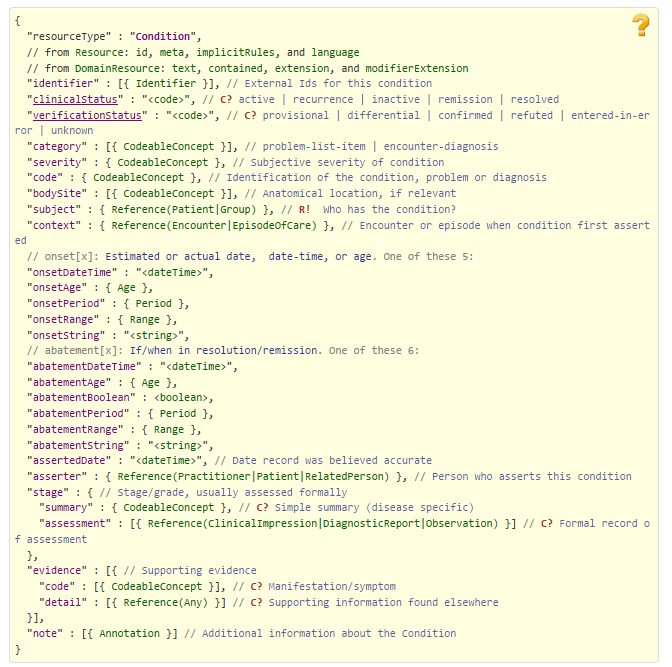 {
?
"resourceType" : "Condition",
// from Resource: id, meta, implicitRules, and language
// from DomainResource: text, contained, extension, and modifierExtension
"identifier" : [{ Identifier }], // External Ids for this condition
"clinicalStatus" : "<code>", // C? active | recurrence | inactive | remission | resolved
"verificationStatus" : "<code>", // C? provisional | differential | confirmed | refuted | entered-in-er
ror | unknown
"category" : [{ CodeableConcept }], // problem-list-item | encounter-diagnosis
"severity" : { CodeableConcept }, // Subjective severity of condition
"code" : { CodeableConcept }, // Identification of the condition, problem or diagnosis
"bodySite" : [{ CodeableConcept }], // Anatomical location, if relevant
"subject" : { Reference(Patient|Group) }, // R!  Who has the condition?
"context" : { Reference(Encounter|EpisodeOfCare) }, // Encounter or episode when condition first assert
ed
// onset[x]: Estimated or actual date,  date-time, or age. One of these 5:
"onsetDateTime" : "<dateTime>",
"onsetAge" : { Age },
"onsetPeriod" : { Period },
"onsetRange" : { Range },
"onsetString" : "<string>",
// abatement[x]: If/when in resolution/remission. One of these 6:
"abatementDateTime" : "<dateTime>",
"abatementAge" : { Age },
"abatementBoolean" : <boolean>,
"abatementPeriod" : { Period },
"abatementRange" : { Range },
"abatementString" : "<string>",
"assertedDate" : "<dateTime>", // Date record was believed accurate
"asserter" : { Reference(Practitioner|Patient|RelatedPerson) }, // Person who asserts this condition
"stage" : { // Stage/grade, usually assessed formally
"summary" : { CodeableConcept }, // C? Simple summary (disease specific)
"assessment" : [{ Reference(ClinicalImpression|DiagnosticReport|Observation) }] // C? Formal record o
f assessment
},
"evidence" : [{ // Supporting evidence
"code" : [{ CodeableConcept }], // C? Manifestation/symptom
"detail" : [{ Reference(Any) }] // C? Supporting information found elsewhere
}],
"note" : [{ Annotation }] // Additional information about the Condition
}